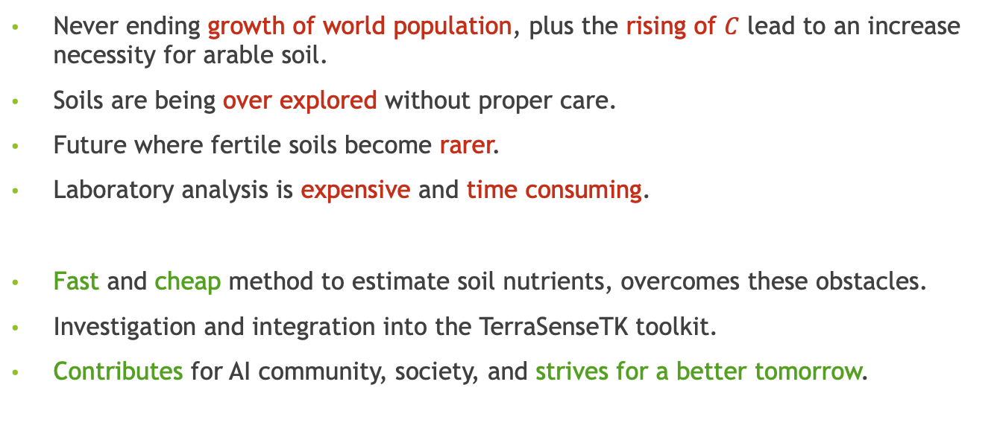 • Never ending growth of world population, plus the rising of C lead to an increase
necessity for arable soil.
• Soils are being over explored without proper care.
• Future where fertile soils become rarer.
• Laboratory analysis is expensive and time consuming.
• Fast and cheap method to estimate soil nutrients, overcomes these obstacles.
• Investigation and integration into the TerraSenseTK toolkit.
• Contributes for AI community, society, and strives for a better tomorrow.